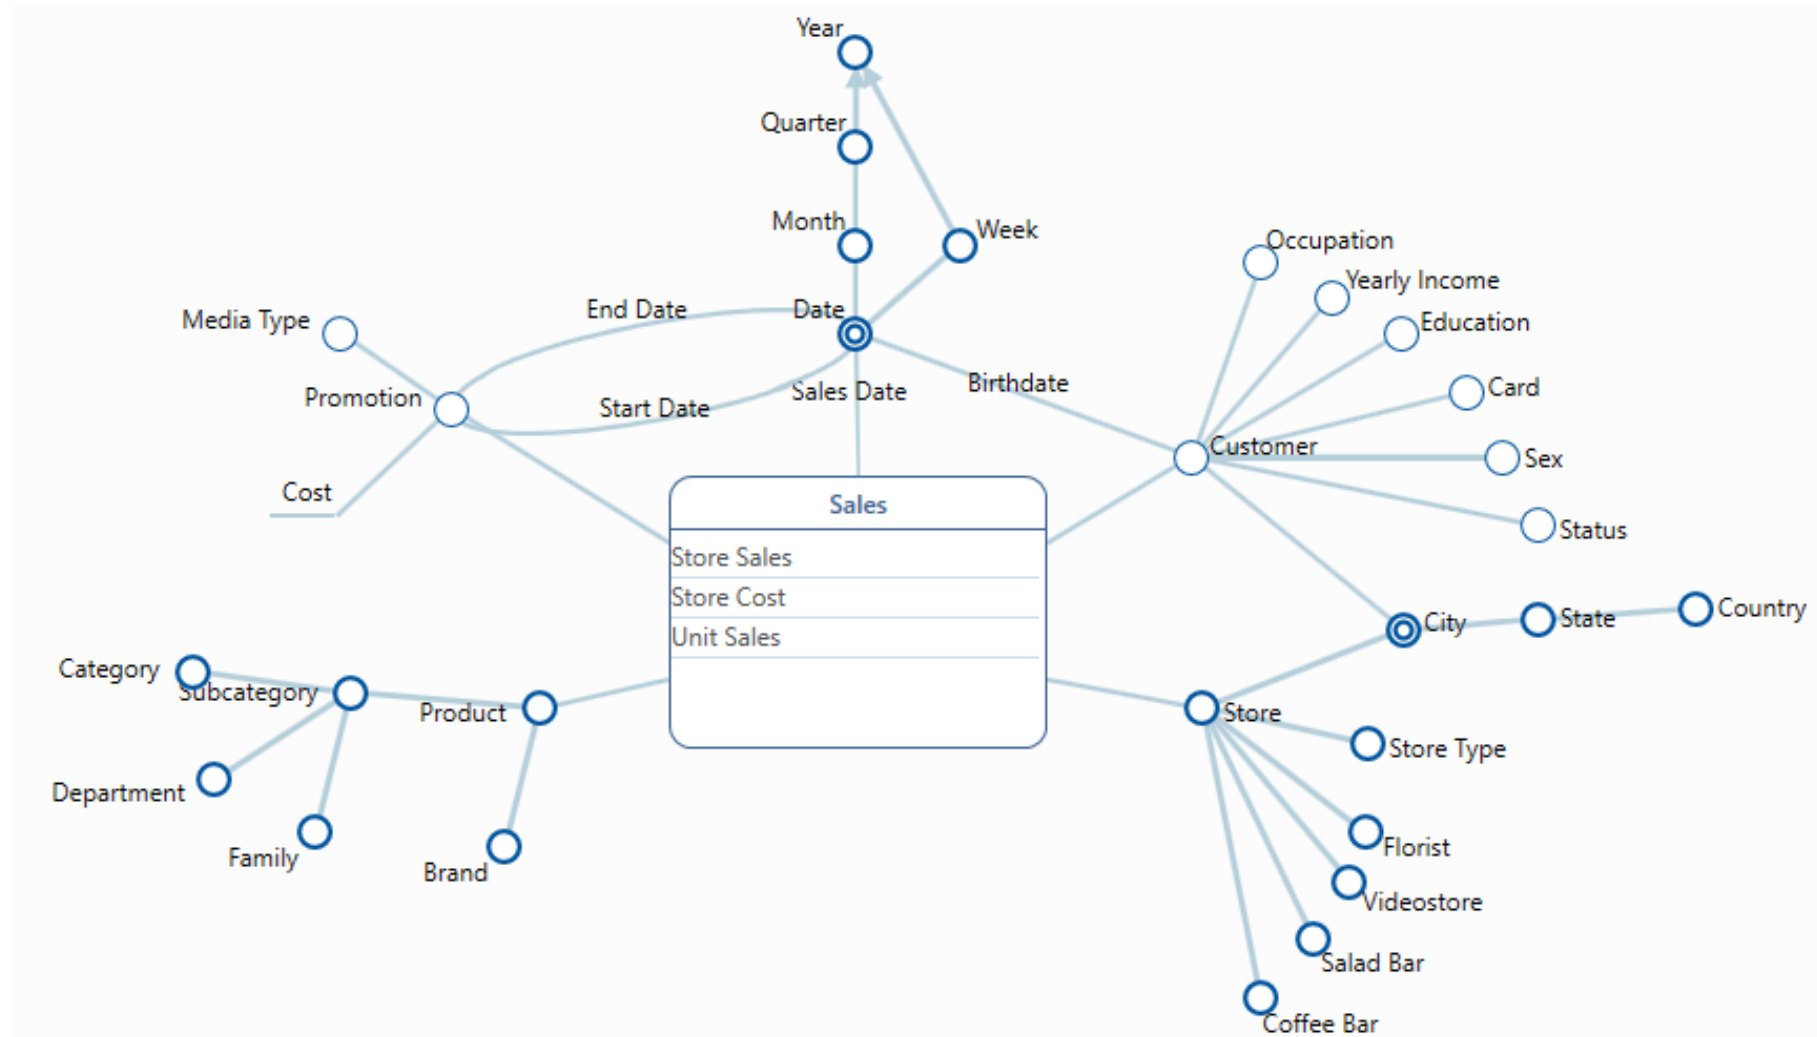 Year
Quarter
Month
Week
Occupation
Yearly Income
End Date
Date
Media Type
Education
Birthdate
Sales Date
Card
Promotion
Start Date
Customer
Sex
Cost
Sales
Status
Store Sales
Store Cost
Country
State
City
Unit Sales
Category
Subcategory
Product
Store
Store Type
Department
Florist
Family
Brand
Videostore
Salad Bar
Coffee Bar